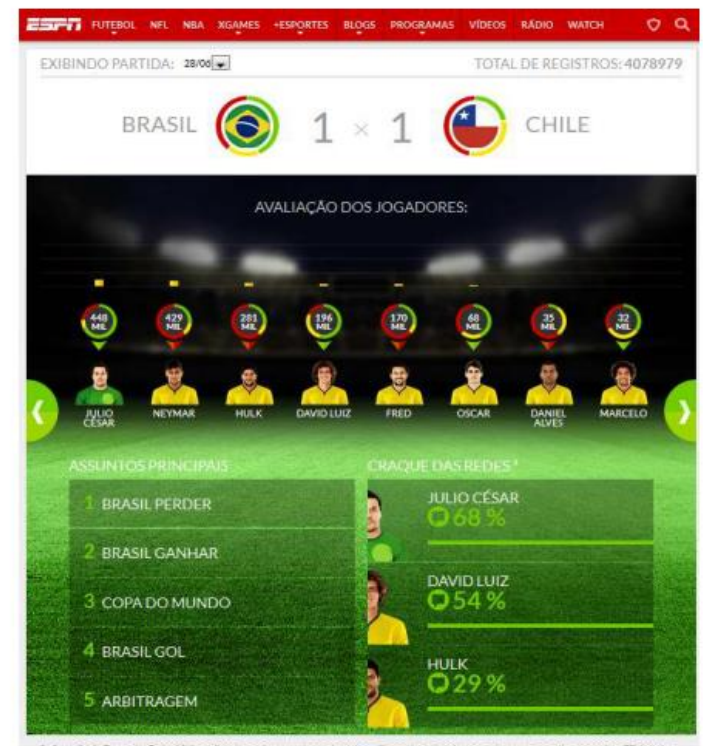 ESPN FUTEBOL NFL NBA XGAMES +ESPORTES BLOGS PROGRAMAS VÍDEOS RÁDIO WATCH
EXIBINDO PARTIDA: 28/06 TOTAL DE REGISTROS: 4078979
BRASIL 1 × 1 CHILE
AVALIAÇÃO DOS JOGADORES:
448 MIL 429 MIL 281 MIL 196 MIL 170 MIL 68 MIL 35 MIL 32 MIL
JULIO CÉSAR NEYMAR HULK DAVID LUIZ FRED OSCAR DANIEL ALVES MARCELO
ASSUNTOS PRINCIPAIS
1 BRASIL PERDER
2 BRASIL GANHAR
3 COPA DO MUNDO
4 BRASIL GOL
5 ARBITRAGEM
CRAQUE DAS REDES *
JULIO CÉSAR
68 %
DAVID LUIZ
54 %
HULK
29 %